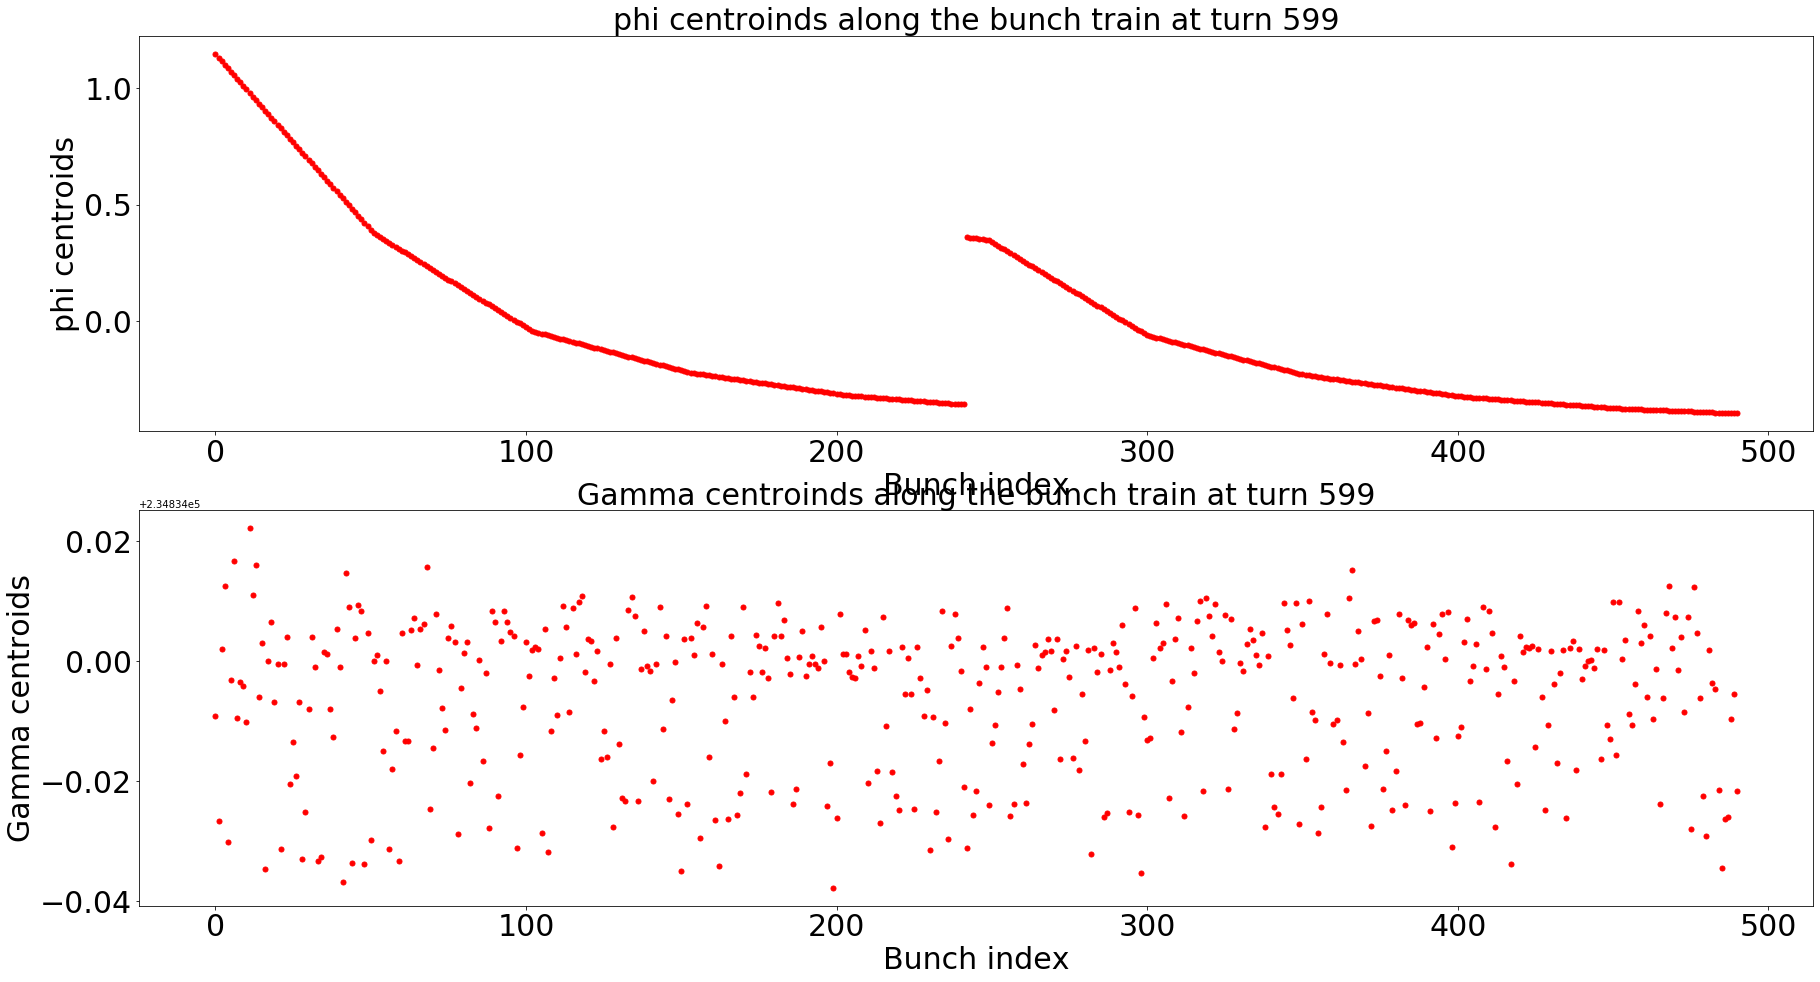 phi centroinds along the bunch train at turn 599
phi centroids
1.0
0.5
0.0
0 100 200 300 400 500
Bunch index
Gamma centroinds along the bunch train at turn 599
+2.34834e5
Gamma centroids
0.02
0.00
−0.02
−0.04
0 100 200 300 400 500
Bunch index